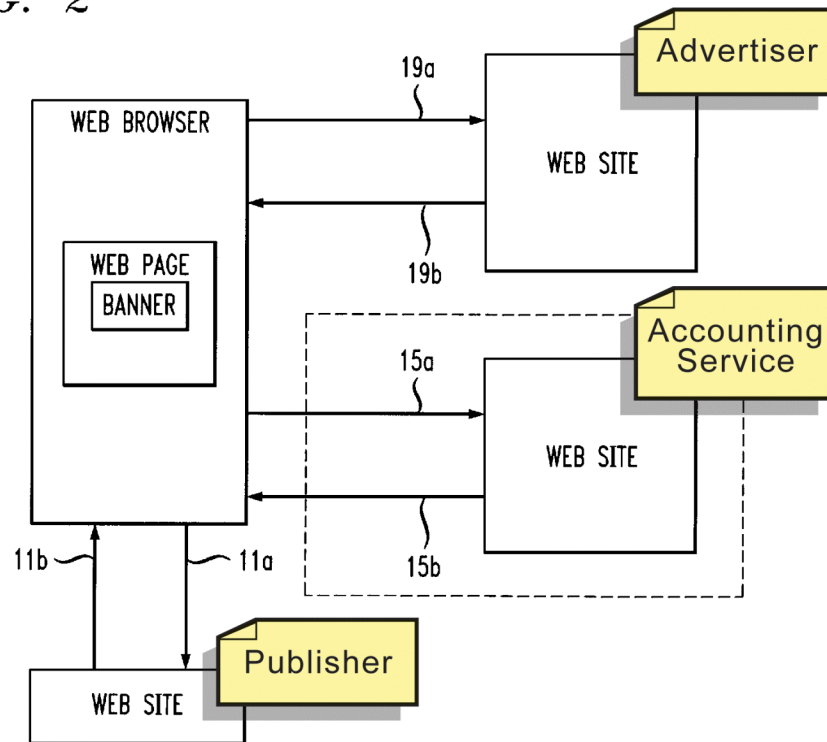 G. 2
Advertiser
19a
WEB BROWSER
WEB SITE
WEB PAGE
BANNER
19b
Accounting
Service
15a
WEB SITE
15b
11b
11a
Publisher
WEB SITE